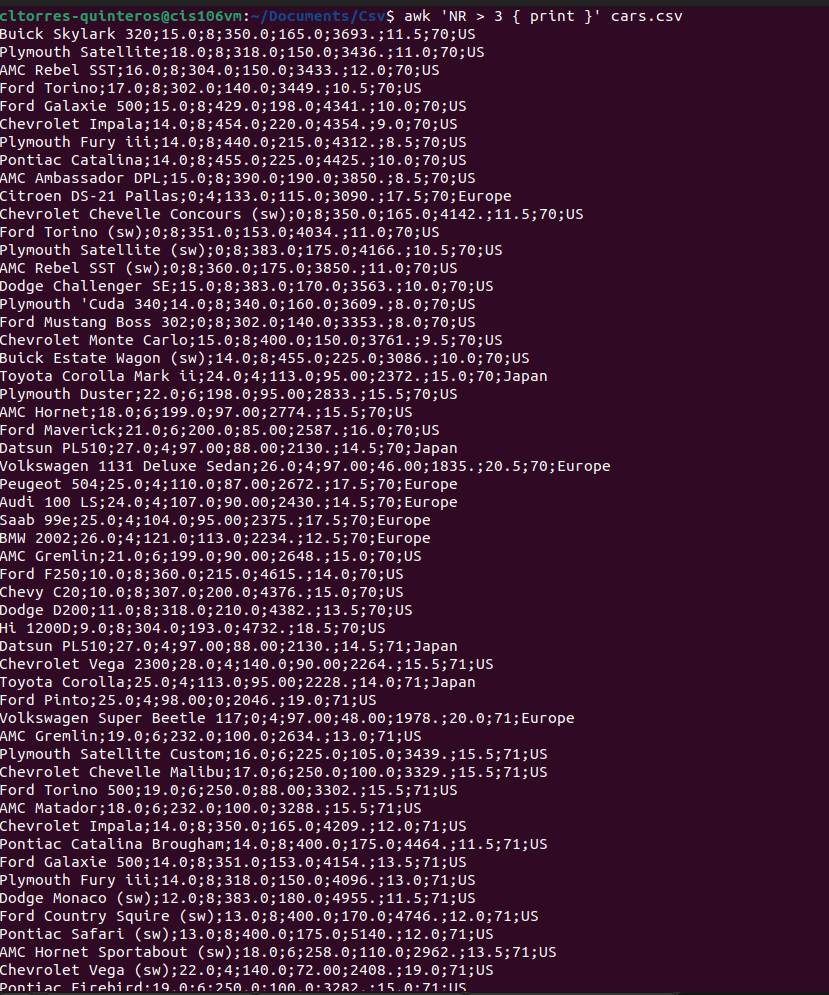 cltorres-quinteros@cis106vm:~/Documents/Csv$ awk 'NR > 3 { print }' cars.csv
Buick Skylark 320;15.0;8;350.0;165.0;3693.;11.5;70;US
Plymouth Satellite;18.0;8;318.0;150.0;3436.;11.0;70;US
AMC Rebel SST;16.0;8;304.0;150.0;3433.;12.0;70;US
Ford Torino;17.0;8;302.0;140.0;3449.;10.5;70;US
Ford Galaxie 500;15.0;8;429.0;198.0;4341.;10.0;70;US
Chevrolet Impala;14.0;8;454.0;220.0;4354.;9.0;70;US
Plymouth Fury iii;14.0;8;440.0;215.0;4312.;8.5;70;US
Pontiac Catalina;14.0;8;455.0;225.0;4425.;10.0;70;US
AMC Ambassador DPL;15.0;8;390.0;190.0;3850.;8.5;70;US
Citroen DS-21 Pallas;0;4;133.0;115.0;3090.;17.5;70;Europe
Chevrolet Chevelle Concours (sw);0;8;350.0;165.0;4142.;11.5;70;US
Ford Torino (sw);0;8;351.0;153.0;4034.;11.0;70;US
Plymouth Satellite (sw);0;8;383.0;175.0;4166.;10.5;70;US
AMC Rebel SST (sw);0;8;360.0;175.0;3850.;11.0;70;US
Dodge Challenger SE;15.0;8;383.0;170.0;3563.;10.0;70;US
Plymouth 'Cuda 340;14.0;8;340.0;160.0;3609.;8.0;70;US
Ford Mustang Boss 302;0;8;302.0;140.0;3353.;8.0;70;US
Chevrolet Monte Carlo;15.0;8;400.0;150.0;3761.;9.5;70;US
Buick Estate Wagon (sw);14.0;8;455.0;225.0;3086.;10.0;70;US
Toyota Corolla Mark ii;24.0;4;113.0;95.00;2372.;15.0;70;Japan
Plymouth Duster;22.0;6;198.0;95.00;2833.;15.5;70;US
AMC Hornet;18.0;6;199.0;97.00;2774.;15.5;70;US
Ford Maverick;21.0;6;200.0;85.00;2587.;16.0;70;US
Datsun PL510;27.0;4;97.00;88.00;2130.;14.5;70;Japan
Volkswagen 1131 Deluxe Sedan;26.0;4;97.00;46.00;1835.;20.5;70;Europe
Peugeot 504;25.0;4;110.0;87.00;2672.;17.5;70;Europe
Audi 100 LS;24.0;4;107.0;90.00;2430.;14.5;70;Europe
Saab 99e;25.0;4;104.0;95.00;2375.;17.5;70;Europe
BMW 2002;26.0;4;121.0;113.0;2234.;12.5;70;Europe
AMC Gremlin;21.0;6;199.0;90.00;2648.;15.0;70;US
Ford F250;10.0;8;360.0;215.0;4615.;14.0;70;US
Chevy C20;10.0;8;307.0;200.0;4376.;15.0;70;US
Dodge D200;11.0;8;318.0;210.0;4382.;13.5;70;US
Hi 1200D;9.0;8;304.0;193.0;4732.;18.5;70;US
Datsun PL510;27.0;4;97.00;88.00;2130.;14.5;71;Japan
Chevrolet Vega 2300;28.0;4;140.0;90.00;2264.;15.5;71;US
Toyota Corolla;25.0;4;113.0;95.00;2228.;14.0;71;Japan
Ford Pinto;25.0;4;98.00;0;2046.;19.0;71;US
Volkswagen Super Beetle 117;0;4;97.00;48.00;1978.;20.0;71;Europe
AMC Gremlin;19.0;6;232.0;100.0;2634.;13.0;71;US
Plymouth Satellite Custom;16.0;6;225.0;105.0;3439.;15.5;71;US
Chevrolet Chevelle Malibu;17.0;6;250.0;100.0;3329.;15.5;71;US
Ford Torino 500;19.0;6;250.0;88.00;3302.;15.5;71;US
AMC Matador;18.0;6;232.0;100.0;3288.;15.5;71;US
Chevrolet Impala;14.0;8;350.0;165.0;4209.;12.0;71;US
Pontiac Catalina Brougham;14.0;8;400.0;175.0;4464.;11.5;71;US
Ford Galaxie 500;14.0;8;351.0;153.0;4154.;13.5;71;US
Plymouth Fury iii;14.0;8;318.0;150.0;4096.;13.0;71;US
Dodge Monaco (sw);12.0;8;383.0;180.0;4955.;11.5;71;US
Ford Country Squire (sw);13.0;8;400.0;170.0;4746.;12.0;71;US
Pontiac Safari (sw);13.0;8;400.0;175.0;5140.;12.0;71;US
AMC Hornet Sportabout (sw);18.0;6;258.0;110.0;2962.;13.5;71;US
Chevrolet Vega (sw);22.0;4;140.0;72.00;2408.;19.0;71;US
Pontiac Firebird;19.0;6;250.0;100.0;3282.;15.0;71;US